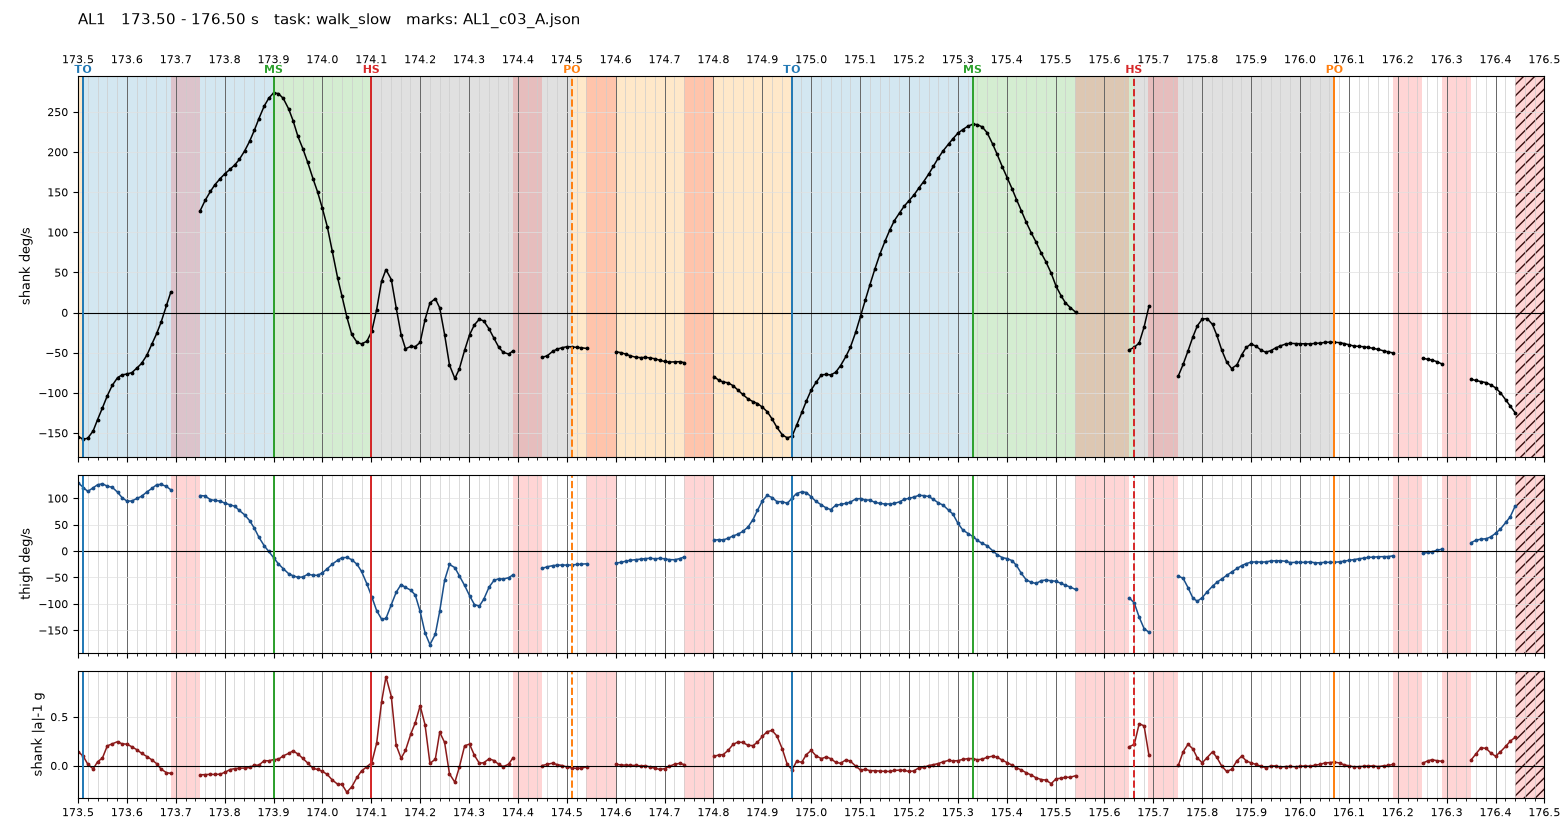 AL1   173.50 - 176.50 s   task: walk_slow   marks: AL1_c03_A.json
173.5 173.6 173.7 173.8 173.9 174.0 174.1 174.2 174.3 174.4 174.5 174.6 174.7 174.8 174.9 175.0 175.1 175.2 175.3 175.4 175.5 175.6 175.7 175.8 175.9 176.0 176.1 176.2 176.3 176.4 176.5
TO MS HS PO TO MS HS PO
shank deg/s
250
200
150
100
50
0
−50
−100
−150
thigh deg/s
100
50
0
−50
−100
−150
shank |a|-1 g
0.5
0.0
173.5 173.6 173.7 173.8 173.9 174.0 174.1 174.2 174.3 174.4 174.5 174.6 174.7 174.8 174.9 175.0 175.1 175.2 175.3 175.4 175.5 175.6 175.7 175.8 175.9 176.0 176.1 176.2 176.3 176.4 176.5